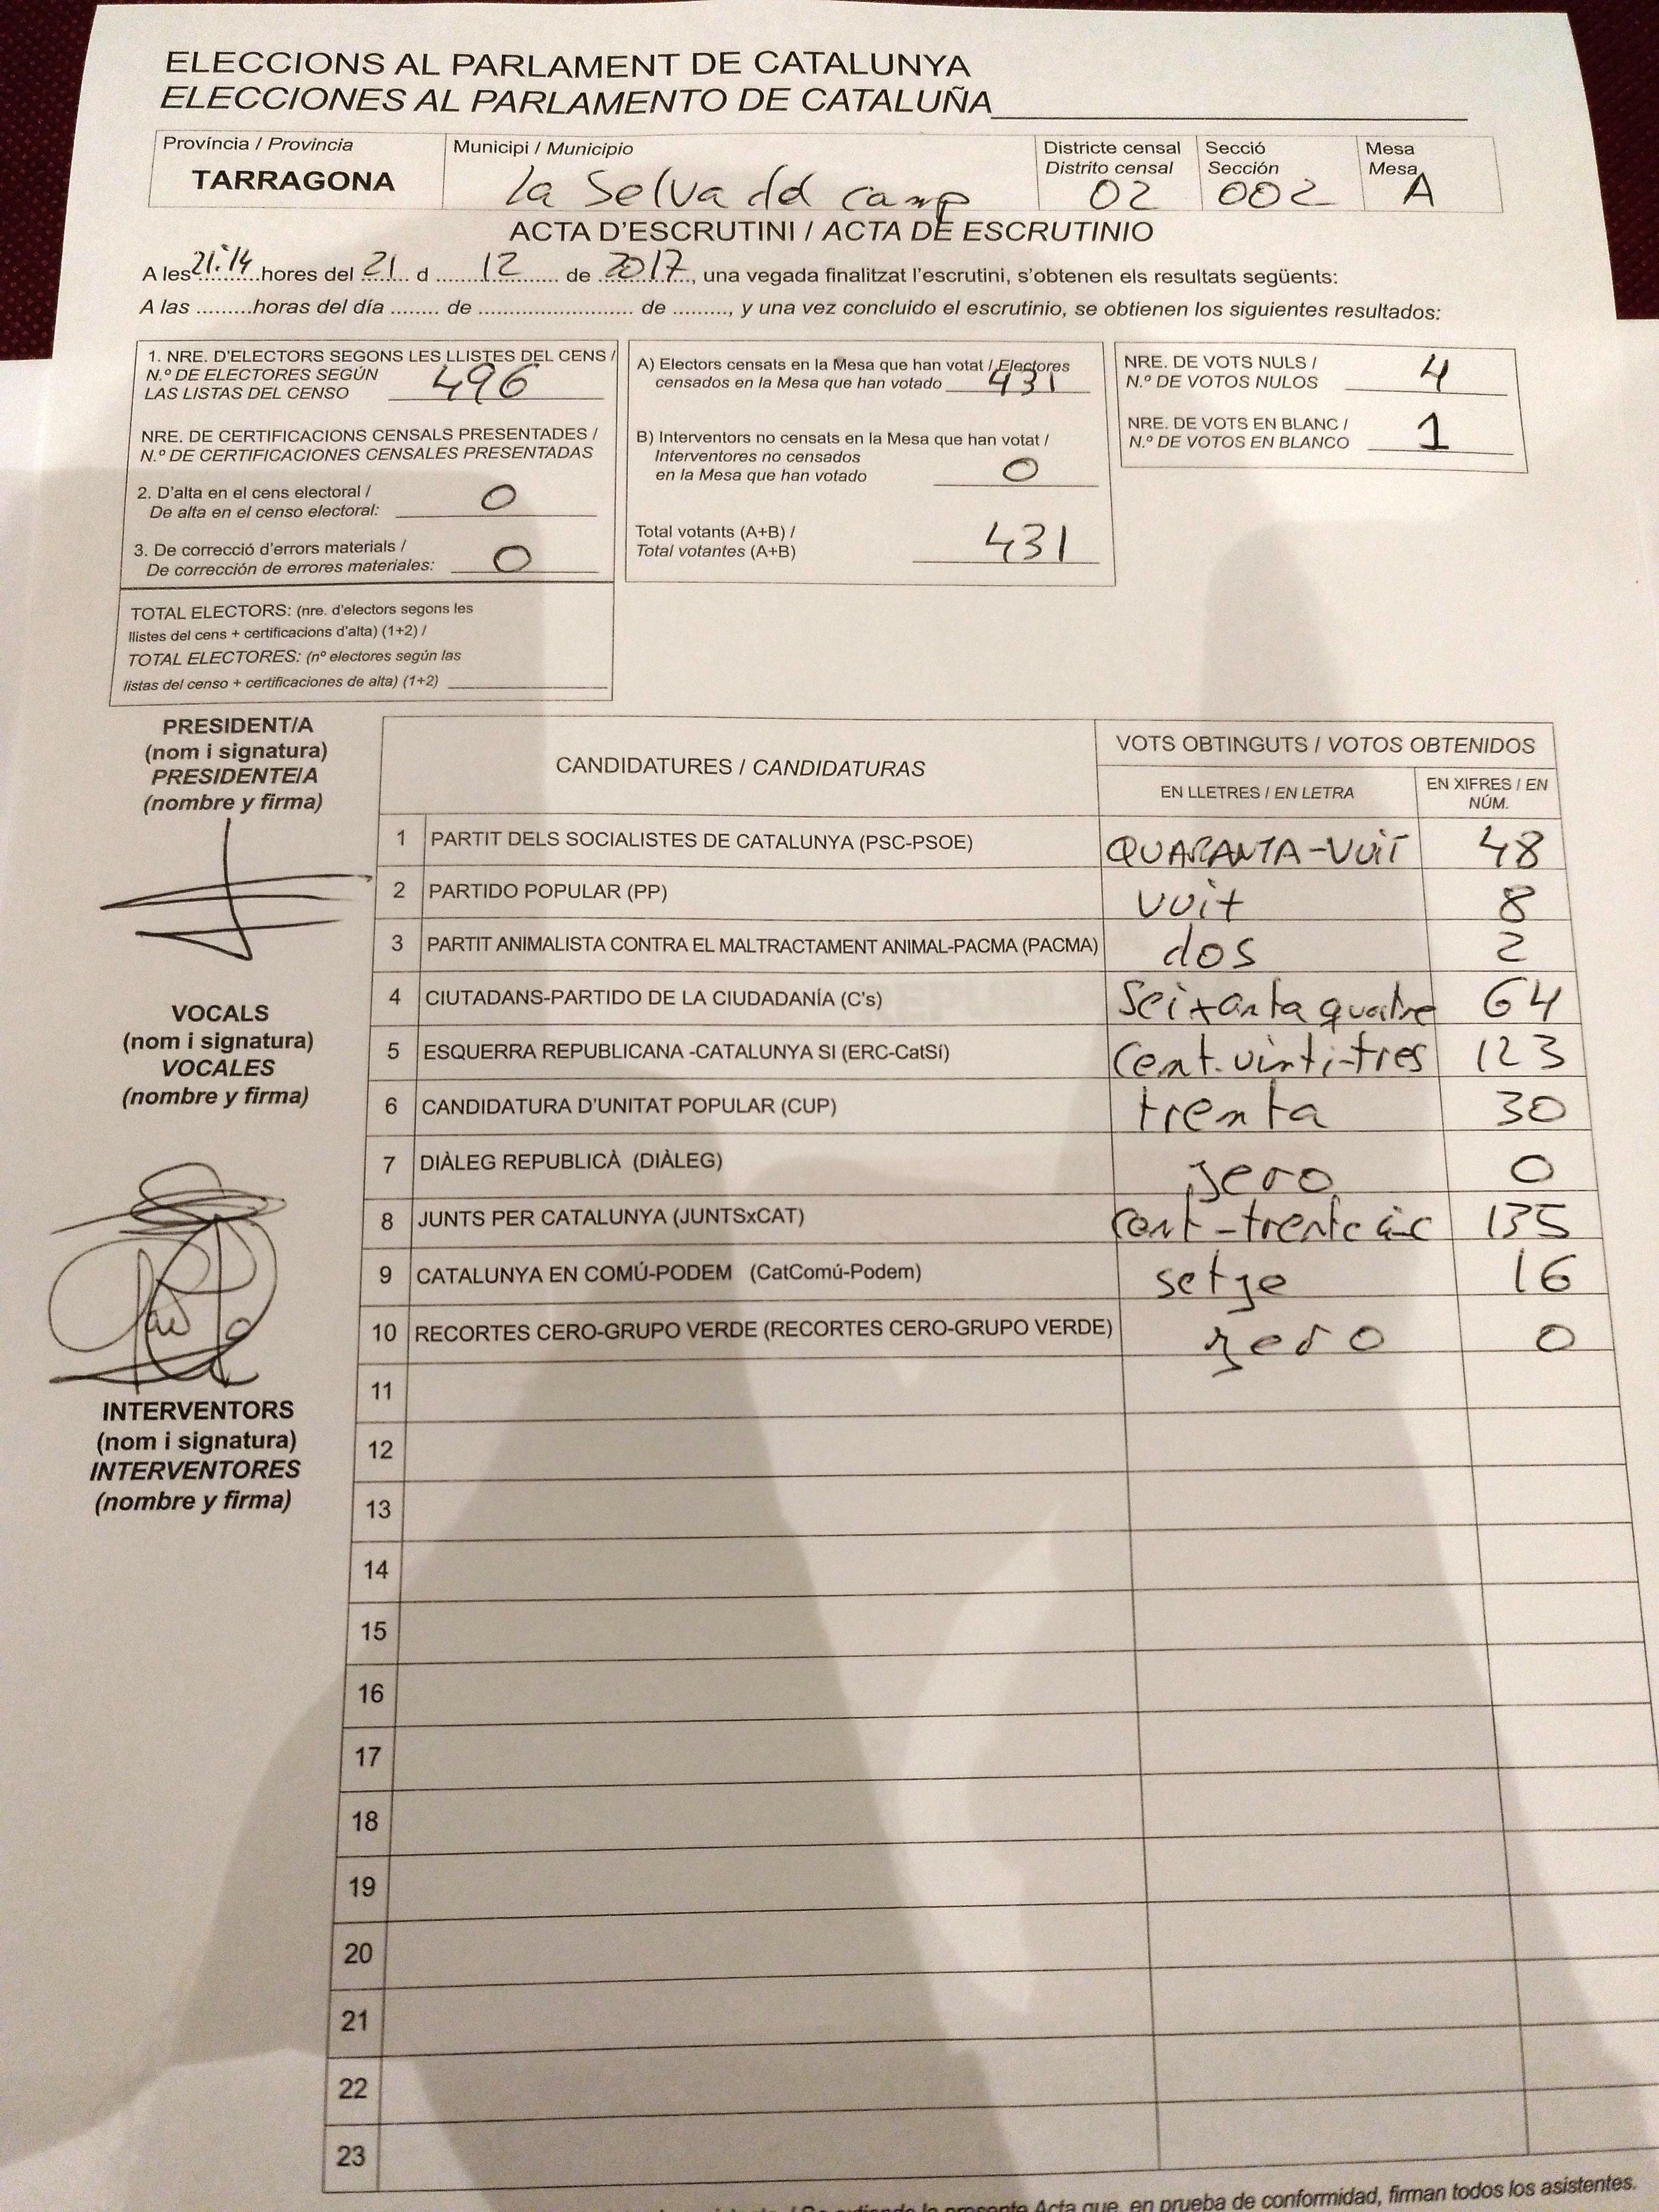 ELECCIONS AL PARLAMENT DE CATALUNYA
ELECCIONES AL PARLAMENTO DE CATALUÑA
Província / Provincia
TARRAGONA
Municipi / Municipio
La Selva del camp
Districte censal
Distrito censal
02
Secció
Sección
002
Mesa
Mesa
A
ACTA D'ESCRUTINI / ACTA DE ESCRUTINIO
A les 21:14 hores del 21 d 12 de 2017, una vegada finalitzat l'escrutini, s'obtenen els resultats següents:
A las .........horas del día ........ de .......................... de ........., y una vez concluido el escrutinio, se obtienen los siguientes resultados:
1. NRE. D'ELECTORS SEGONS LES LLISTES DEL CENS /
N.º DE ELECTORES SEGÚN
LAS LISTAS DEL CENSO 496
NRE. DE CERTIFICACIONS CENSALS PRESENTADES /
N.º DE CERTIFICACIONES CENSALES PRESENTADAS
2. D'alta en el cens electoral /
De alta en el censo electoral: 0
3. De correcció d'errors materials /
De corrección de errores materiales: 0
TOTAL ELECTORS: (nre. d'electors segons les
llistes del cens + certificacions d'alta) (1+2) /
TOTAL ELECTORES: (nº electores según las
listas del censo + certificaciones de alta) (1+2)
A) Electors censats en la Mesa que han votat / Electores
censados en la Mesa que han votado 431
B) Interventors no censats en la Mesa que han votat /
Interventores no censados
en la Mesa que han votado 0
Total votants (A+B) /
Total votantes (A+B) 431
NRE. DE VOTS NULS /
N.º DE VOTOS NULOS 4
NRE. DE VOTS EN BLANC /
N.º DE VOTOS EN BLANCO 1
PRESIDENT/A
(nom i signatura)
PRESIDENTE/A
(nombre y firma)
VOCALS
(nom i signatura)
VOCALES
(nombre y firma)
INTERVENTORS
(nom i signatura)
INTERVENTORES
(nombre y firma)
CANDIDATURES / CANDIDATURAS
VOTS OBTINGUTS / VOTOS OBTENIDOS
EN LLETRES / EN LETRA
EN XIFRES / EN
NÚM.
1 PARTIT DELS SOCIALISTES DE CATALUNYA (PSC-PSOE) QUARANTA-VUIT 48
2 PARTIDO POPULAR (PP) vuit 8
3 PARTIT ANIMALISTA CONTRA EL MALTRACTAMENT ANIMAL-PACMA (PACMA) dos 2
4 CIUTADANS-PARTIDO DE LA CIUDADANÍA (C's) Seixanta quatre 64
5 ESQUERRA REPUBLICANA -CATALUNYA SI (ERC-CatSí) Cent-vint-i-tres 123
6 CANDIDATURA D'UNITAT POPULAR (CUP) trenta 30
7 DIÀLEG REPUBLICÀ (DIÀLEG) zero 0
8 JUNTS PER CATALUNYA (JUNTSxCAT) Cent-trenta 135
9 CATALUNYA EN COMÚ-PODEM (CatComú-Podem) setze 16
10 RECORTES CERO-GRUPO VERDE (RECORTES CERO-GRUPO VERDE) zero 0
11
12
13
14
15
16
17
18
19
20
21
22
23
la presente Acta que, en prueba de conformidad, firman todos los asistentes.